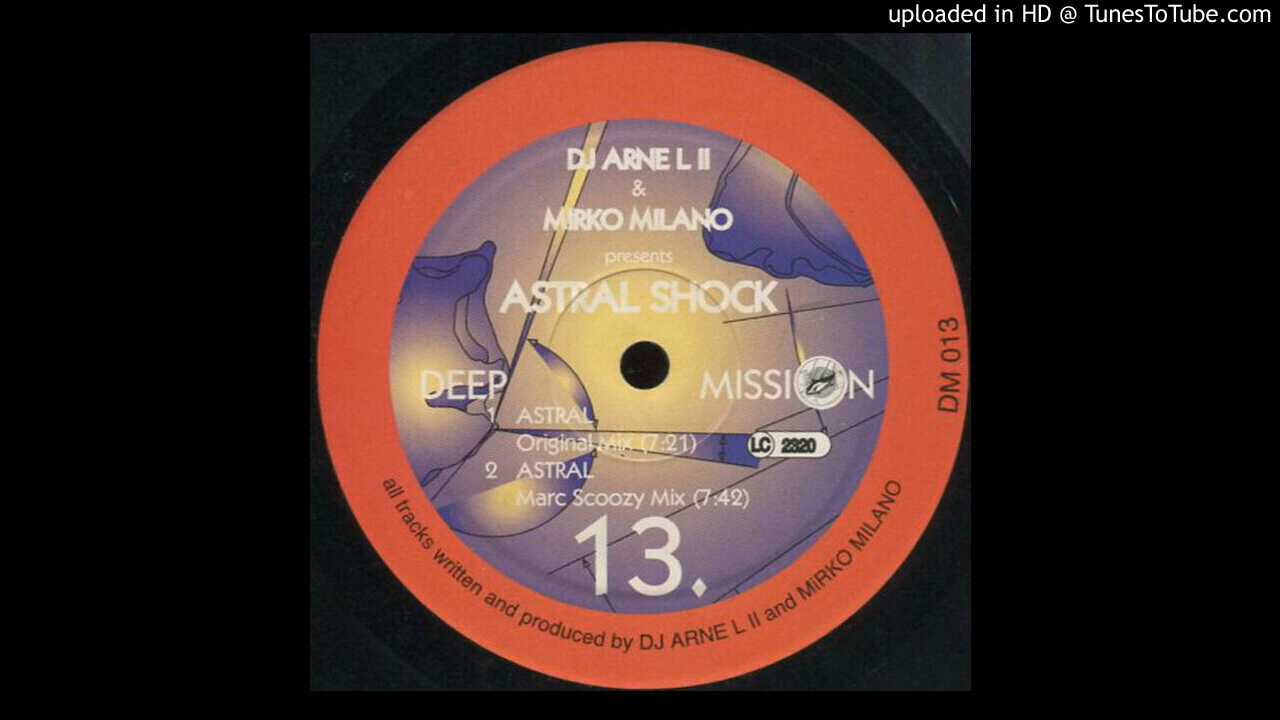 uploaded in HD @ TunesToTube.com
DJ ARNE L II
&
MIRKO MILANO
presents
ASTRAL SHOCK
DEEP MISSION
DM 013
1 ASTRAL
Original Mix (7:21)
LC 2320
2 ASTRAL
Marc Scoozy Mix (7:42)
13.
all tracks written and produced by DJ ARNE L II and MIRKO MILANO